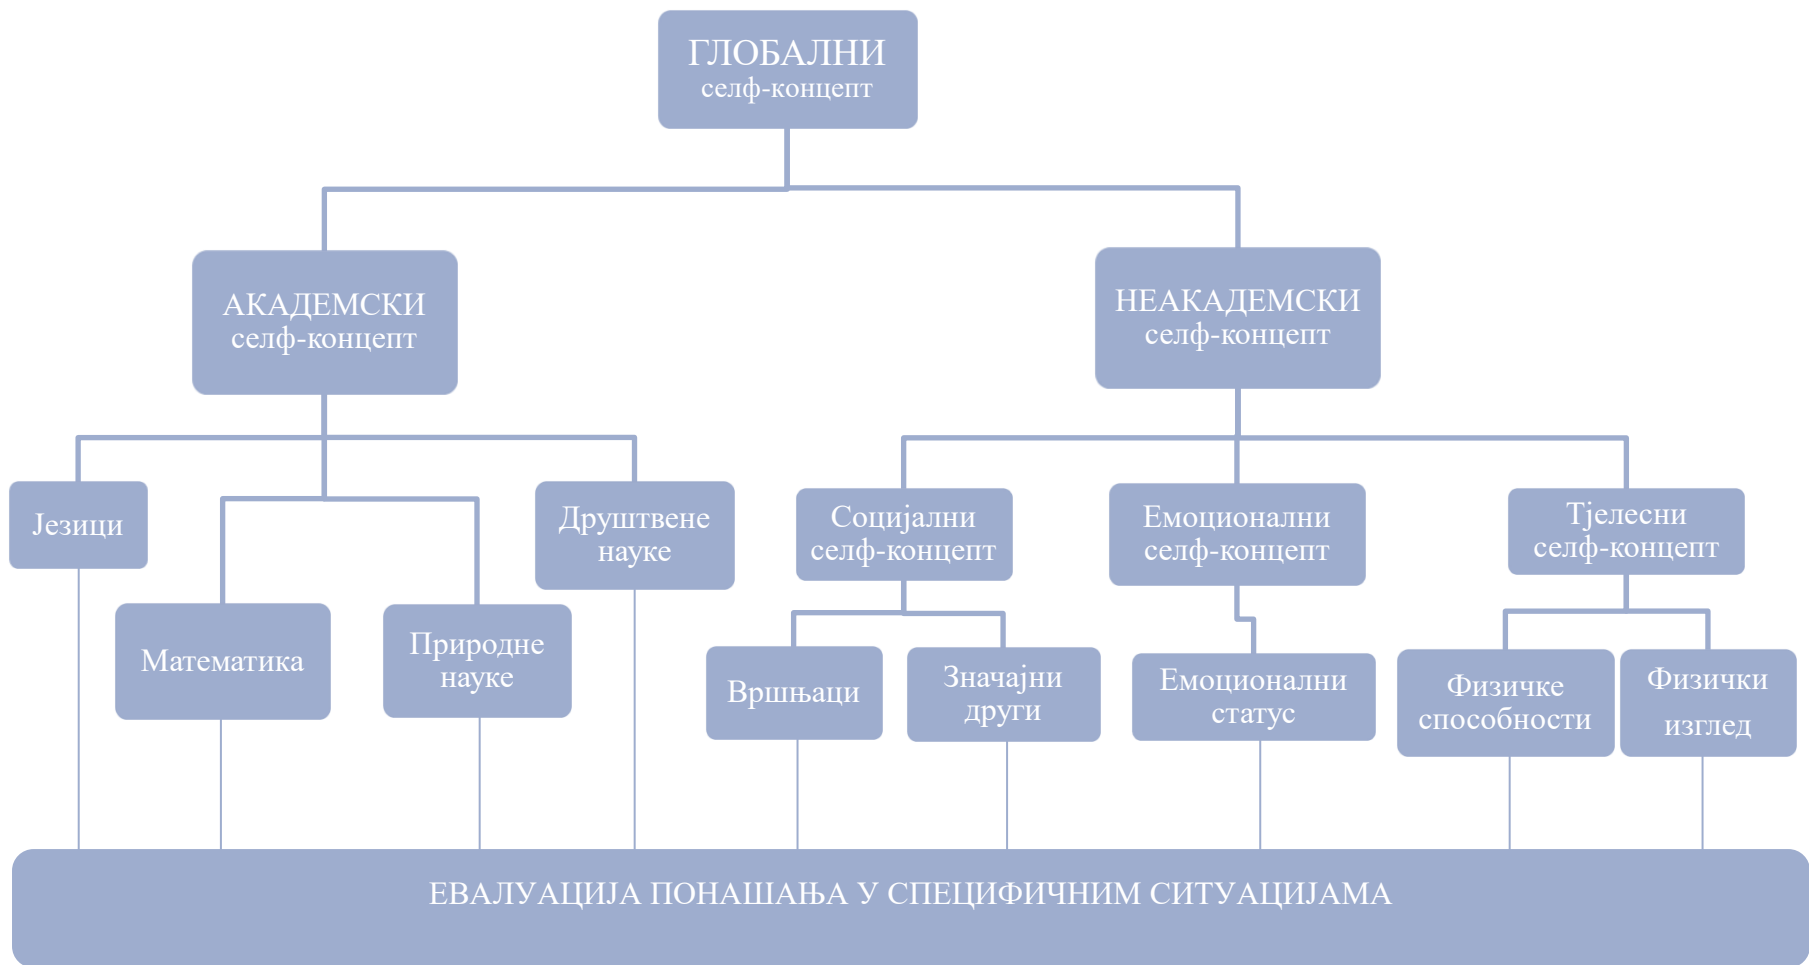 ГЛОБАЛНИ
селф-концепт
АКАДЕМСКИ
селф-концепт
НЕАКАДЕМСКИ
селф-концепт
Језици
Математика
Природне
науке
Друштвене
науке
Социјални
селф-концепт
Емоционални
селф-концепт
Тјелесни
селф-концепт
Вршњаци
Значајни
други
Емоционални
статус
Физичке
способности
Физички
изглед
ЕВАЛУАЦИЈА ПОНАШАЊА У СПЕЦИФИЧНИМ СИТУАЦИЈАМА